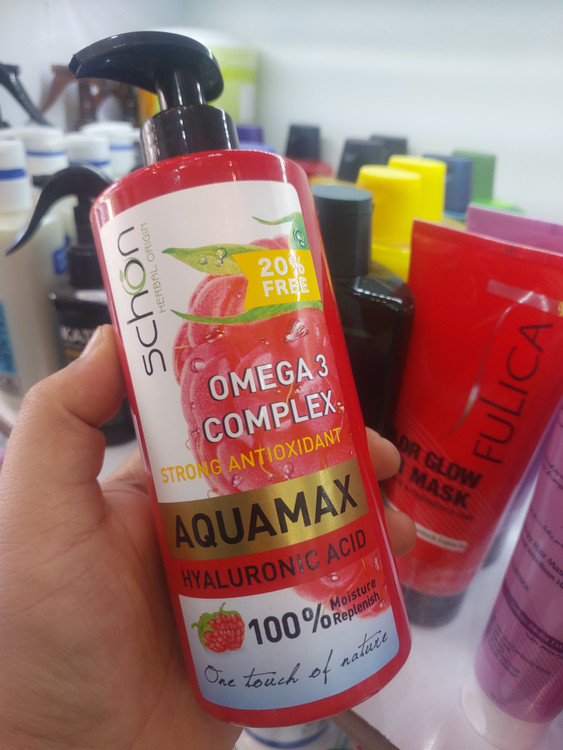 schön
HERBAL ORIGIN
20%
FREE
OMEGA 3
COMPLEX
STRONG ANTIOXIDANT
AQUAMAX
HYALURONIC ACID
100% Moisture
Replenish
One touch of nature
FULICA
GLOW
MASK